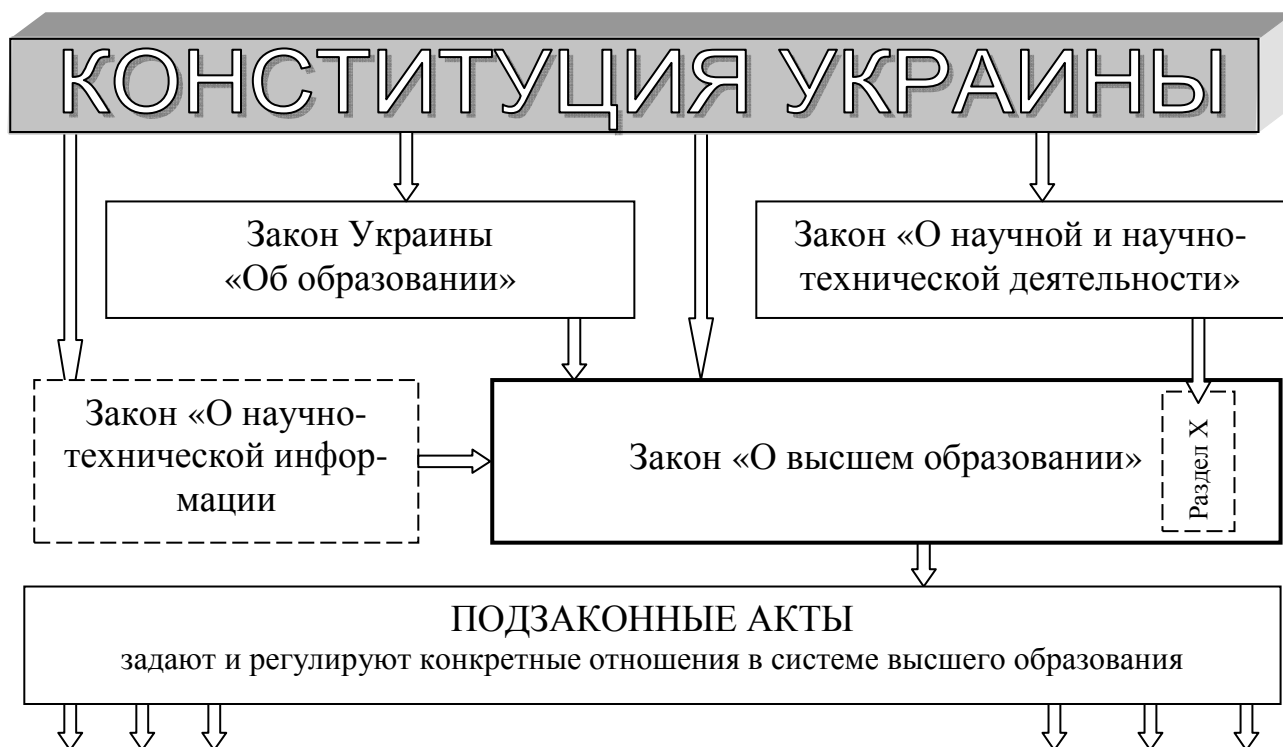 КОНСТИТУЦИЯ УКРАИНЫ
Закон Украины
«Об образовании»
Закон «О научной и научно-
технической деятельности»
Закон «О научно-
технической инфор-
мации
Закон «О высшем образовании»
Раздел X
ПОДЗАКОННЫЕ АКТЫ
задают и регулируют конкретные отношения в системе высшего образования